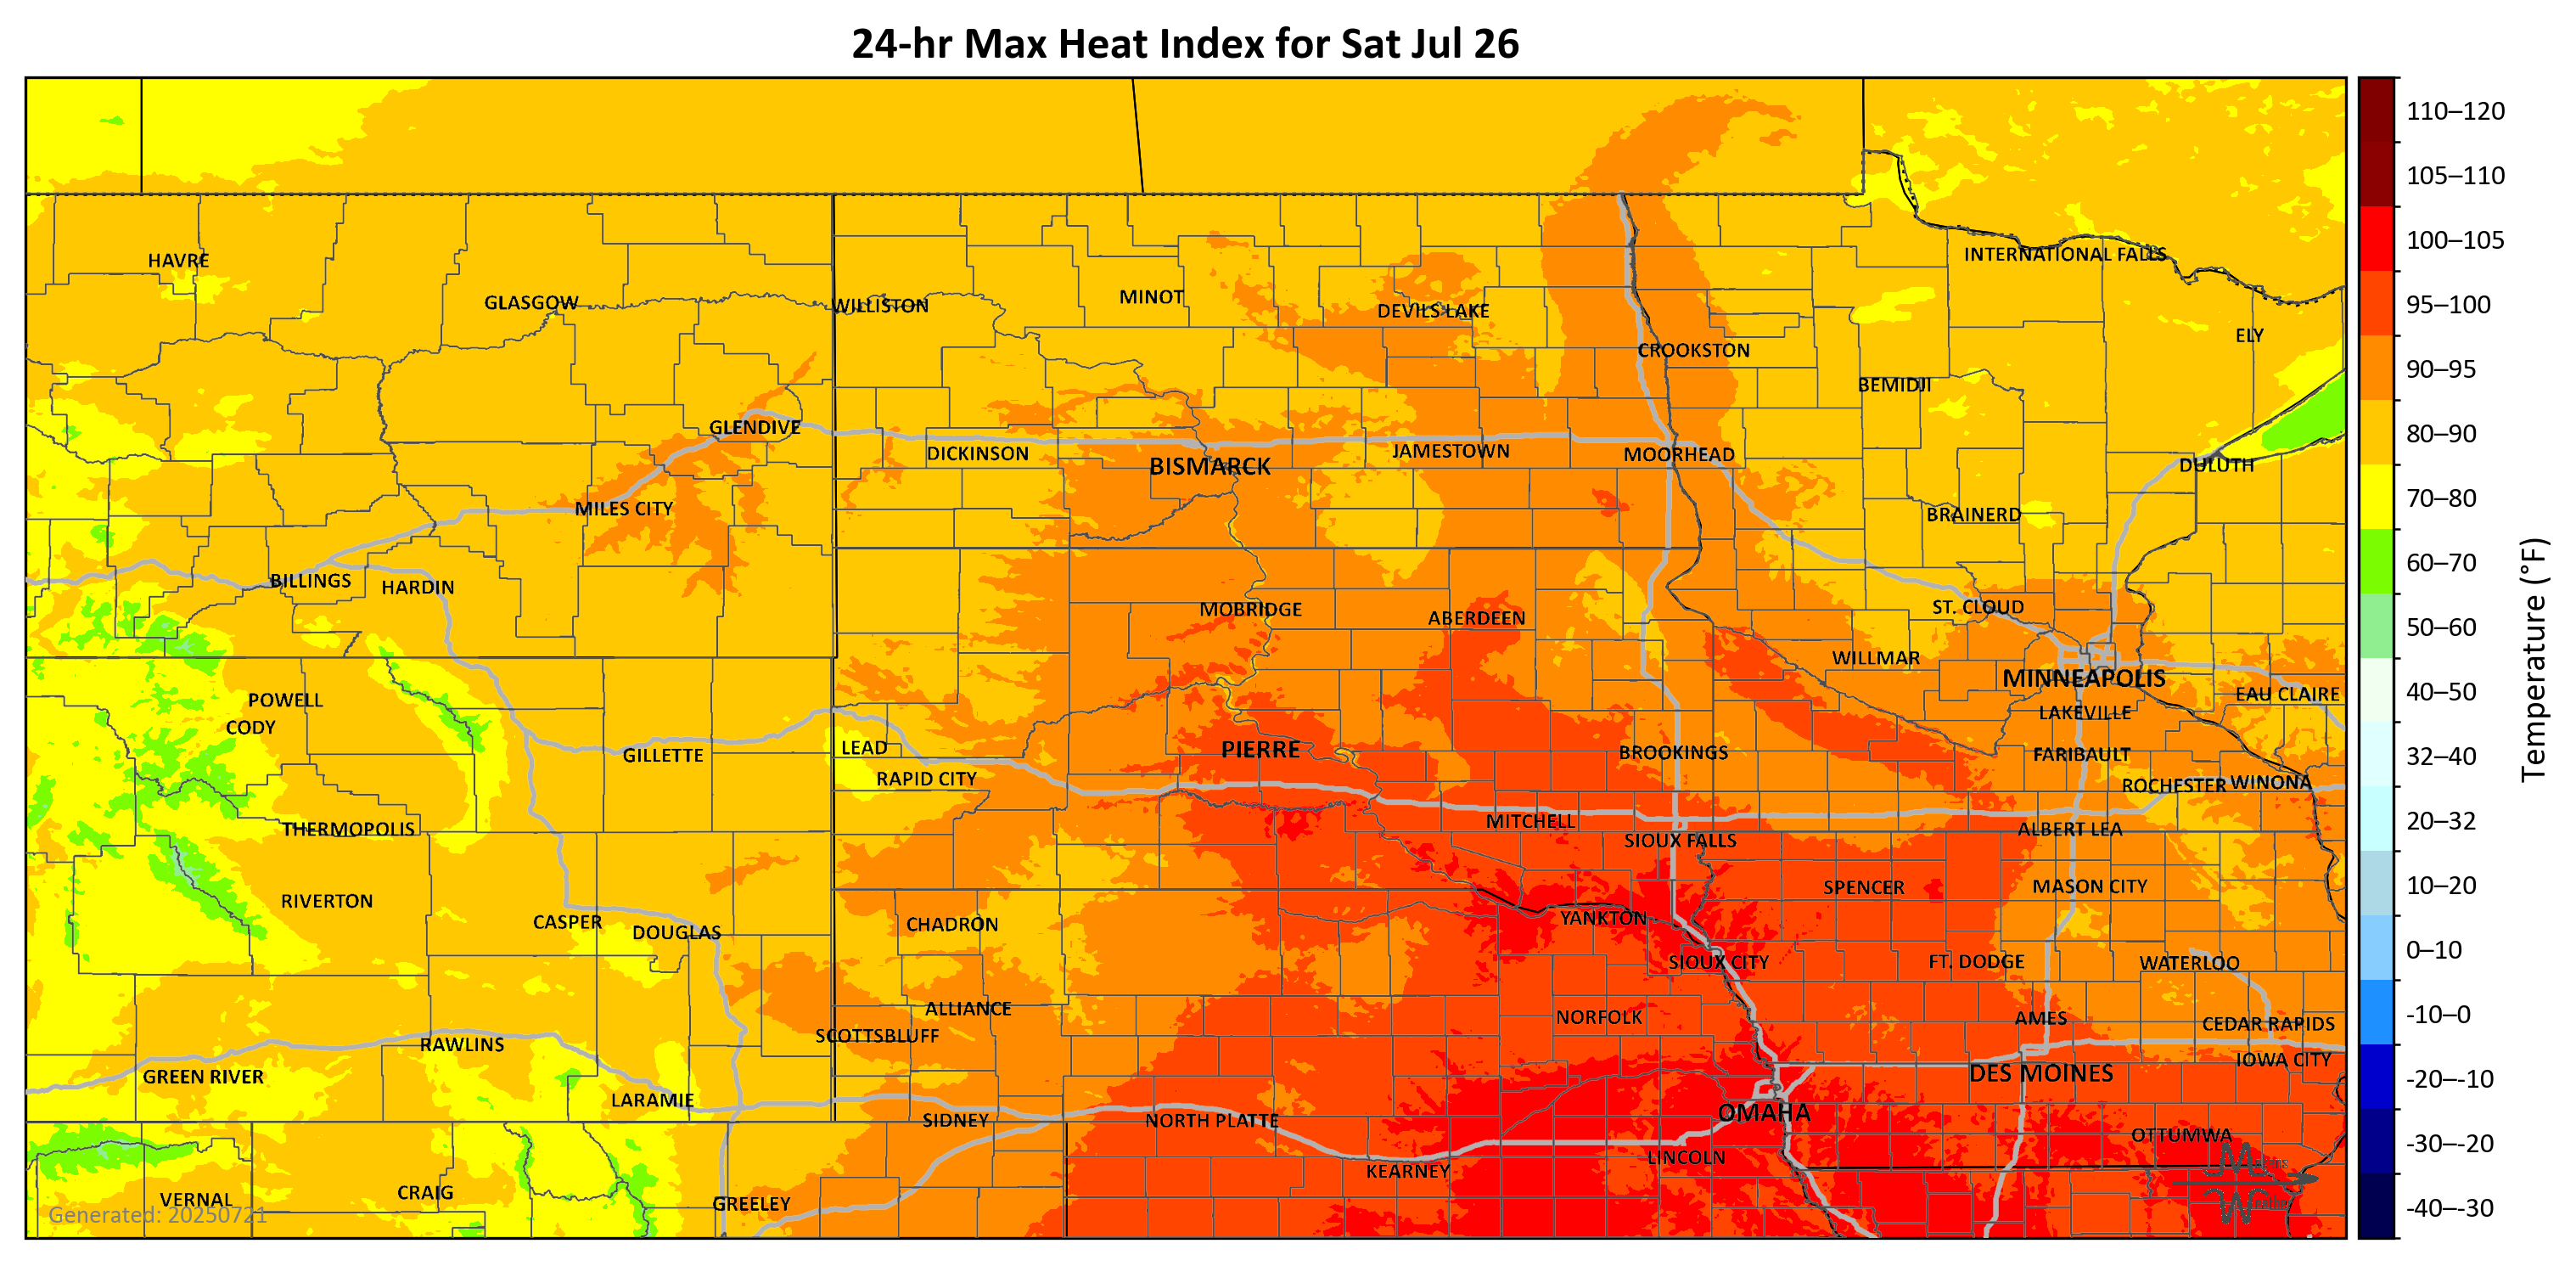 24-hr Max Heat Index for Sat Jul 26
110–120
105–110
100–105
95–100
90–95
80–90
70–80
60–70
50–60
40–50
32–40
20–32
10–20
0–10
-10–0
-20–-10
-30–-20
-40–-30
Temperature (°F)
HAVRE
INTERNATIONAL FALLS
GLASGOW
WILLISTON
MINOT
DEVILS LAKE
ELY
CROOKSTON
BEMIDJI
GLENDIVE
DICKINSON
BISMARCK
JAMESTOWN
MOORHEAD
DULUTH
MILES CITY
BRAINERD
BILLINGS
HARDIN
MOBRIDGE
ABERDEEN
ST. CLOUD
WILLMAR
MINNEAPOLIS
EAU CLAIRE
POWELL
CODY
LAKEVILLE
GILLETTE
LEAD
PIERRE
BROOKINGS
FARIBAULT
RAPID CITY
ROCHESTER
WINONA
THERMOPOLIS
MITCHELL
SIOUX FALLS
ALBERT LEA
RIVERTON
SPENCER
MASON CITY
CASPER
DOUGLAS
CHADRON
YANKTON
SIOUX CITY
FT. DODGE
WATERLOO
ALLIANCE
NORFOLK
AMES
CEDAR RAPIDS
SCOTTSBLUFF
RAWLINS
IOWA CITY
GREEN RIVER
DES MOINES
LARAMIE
SIDNEY
NORTH PLATTE
OMAHA
OTTUMWA
KEARNEY
LINCOLN
VERNAL
CRAIG
GREELEY
Generated: 20250721